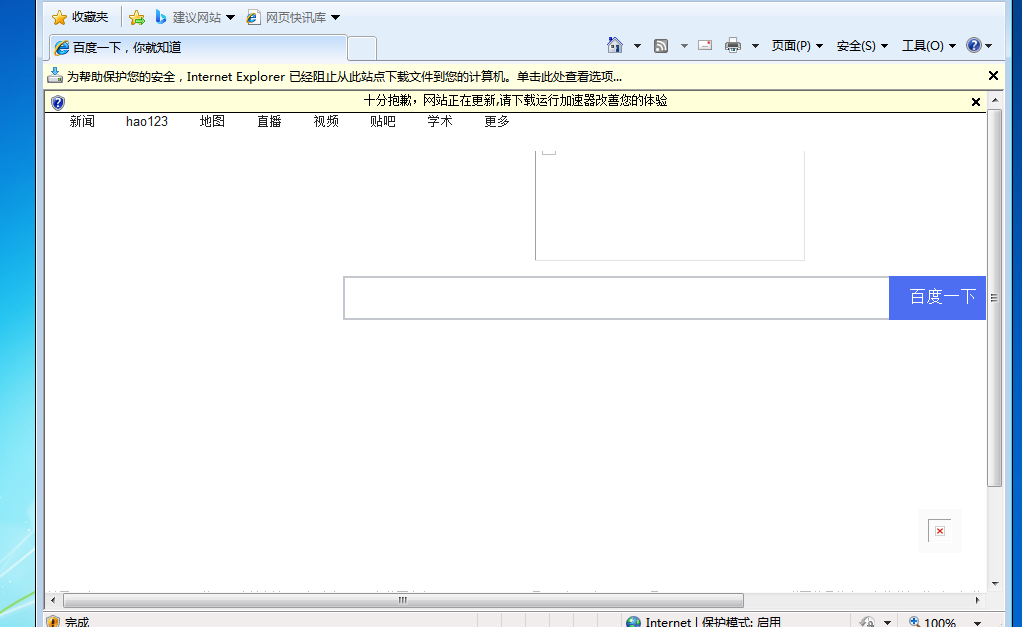 收藏夹 建议网站 网页快讯库
百度一下，你就知道 页面(P) 安全(S) 工具(O)
为帮助保护您的安全，Internet Explorer 已经阻止从此站点下载文件到您的计算机。单击此处查看选项...
十分抱歉，网站正在更新,请下载运行加速器改善您的体验
新闻 hao123 地图 直播 视频 贴吧 学术 更多
百度一下
完成 Internet | 保护模式: 启用 100%